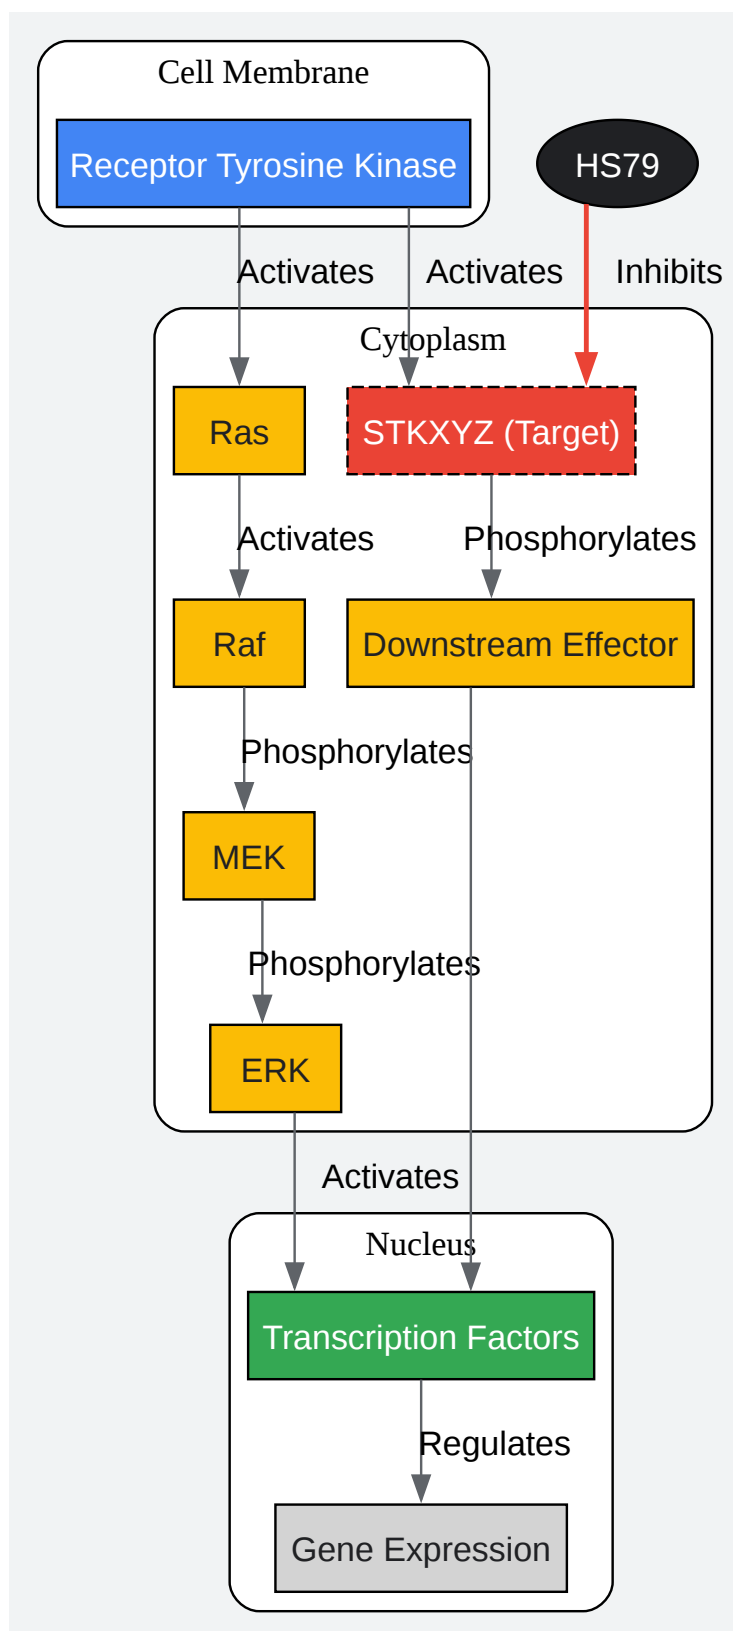 Cell Membrane
Receptor Tyrosine Kinase
HS79
Activates
Activates
Inhibits
Cytoplasm
Ras
STKXYZ (Target)
Activates
Phosphorylates
Raf
Downstream Effector
Phosphorylates
MEK
Phosphorylates
ERK
Activates
Nucleus
Transcription Factors
Regulates
Gene Expression